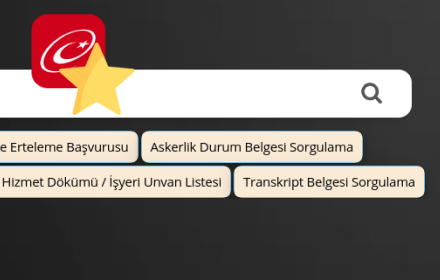 e Erteleme Başvurusu Askerlik Durum Belgesi Sorgulama
Hizmet Dökümü / İşyeri Unvan Listesi Transkript Belgesi Sorgulama